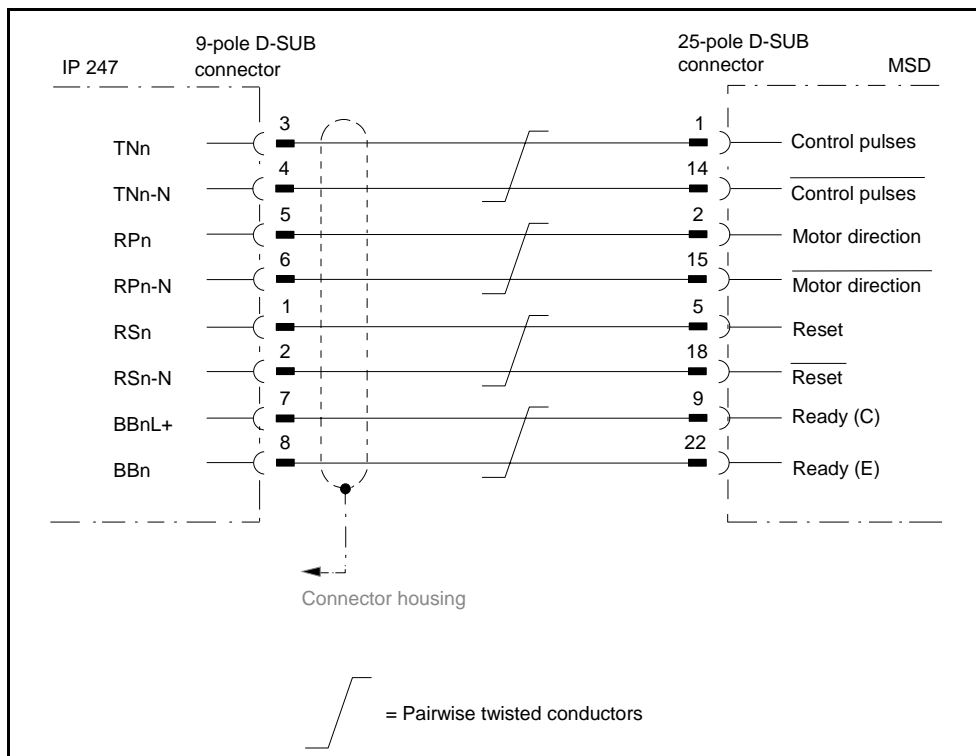 IP 247
9-pole D-SUB
connector
25-pole D-SUB
connector
MSD
TNn 3 1 Control pulses
TNn-N 4 14 Control pulses
RPn 5 2 Motor direction
RPn-N 6 15 Motor direction
RSn 1 5 Reset
RSn-N 2 18 Reset
BBnL+ 7 9 Ready (C)
BBn 8 22 Ready (E)
Connector housing
= Pairwise twisted conductors